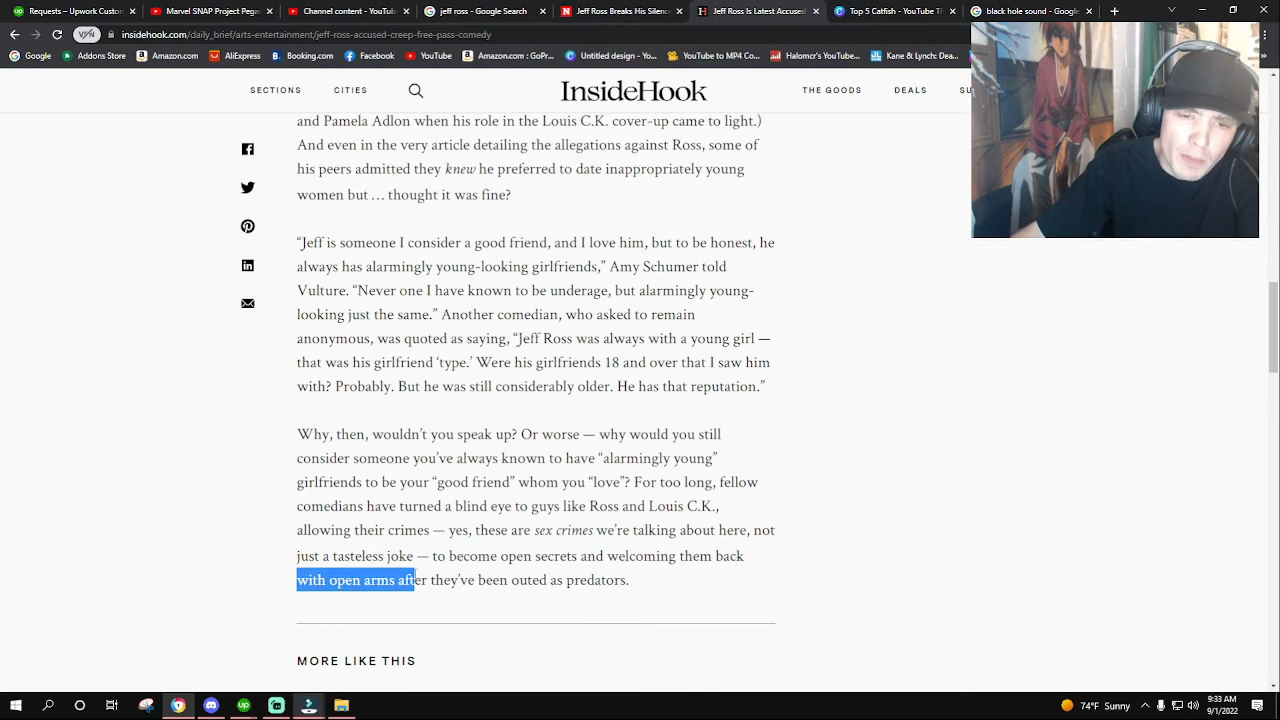 Requests - Upwork Custom
Marvel SNAP Project Pegas
Channel content - YouTube
jeff ross - Google Search
Jeff Ross Breaks His Silenc
Jeff Ross Is Latest Accused
Top 5 Catfish - YouTube Th
black hole sound - Google
VPN
insidehook.com/daily_brief/arts-entertainment/jeff-ross-accused-creep-free-pass-comedy
Google
Addons Store
Amazon.com
AliExpress
Booking.com
Facebook
YouTube
Amazon.com : GoPr...
Untitled design - Yo...
YouTube to MP4 Co...
Halomcr's Account...
Kane & Lynch: Dea...
SECTIONS
CITIES
InsideHook
THE GOODS
DEALS
and Pamela Adlon when his role in the Louis C.K. cover-up came to light.)
And even in the very article detailing the allegations against Ross, some of
his peers admitted they knew he preferred to date inappropriately young
women but … thought it was fine?
“Jeff is someone I consider a good friend, and I love him, but to be honest, he
always has alarmingly young-looking girlfriends,” Amy Schumer told
Vulture. “Never one I have known to be underage, but alarmingly young-
looking just the same.” Another comedian, who asked to remain
anonymous, was quoted as saying, “Jeff Ross was always with a young girl —
that was his girlfriend ‘type.’ Were his girlfriends 18 and over that I saw him
with? Probably. But he was still considerably older. He has that reputation.”
Why, then, wouldn’t you speak up? Or worse — why would you still
consider someone you’ve always known to have “alarmingly young”
girlfriends to be your “good friend” whom you “love”? For too long, fellow
comedians have turned a blind eye to guys like Ross and Louis C.K.,
allowing their crimes — yes, these are sex crimes we’re talking about here, not
just a tasteless joke — to become open secrets and welcoming them back
with open arms after they’ve been outed as predators.
MORE LIKE THIS
74°F Sunny
9:33 AM
9/1/2022